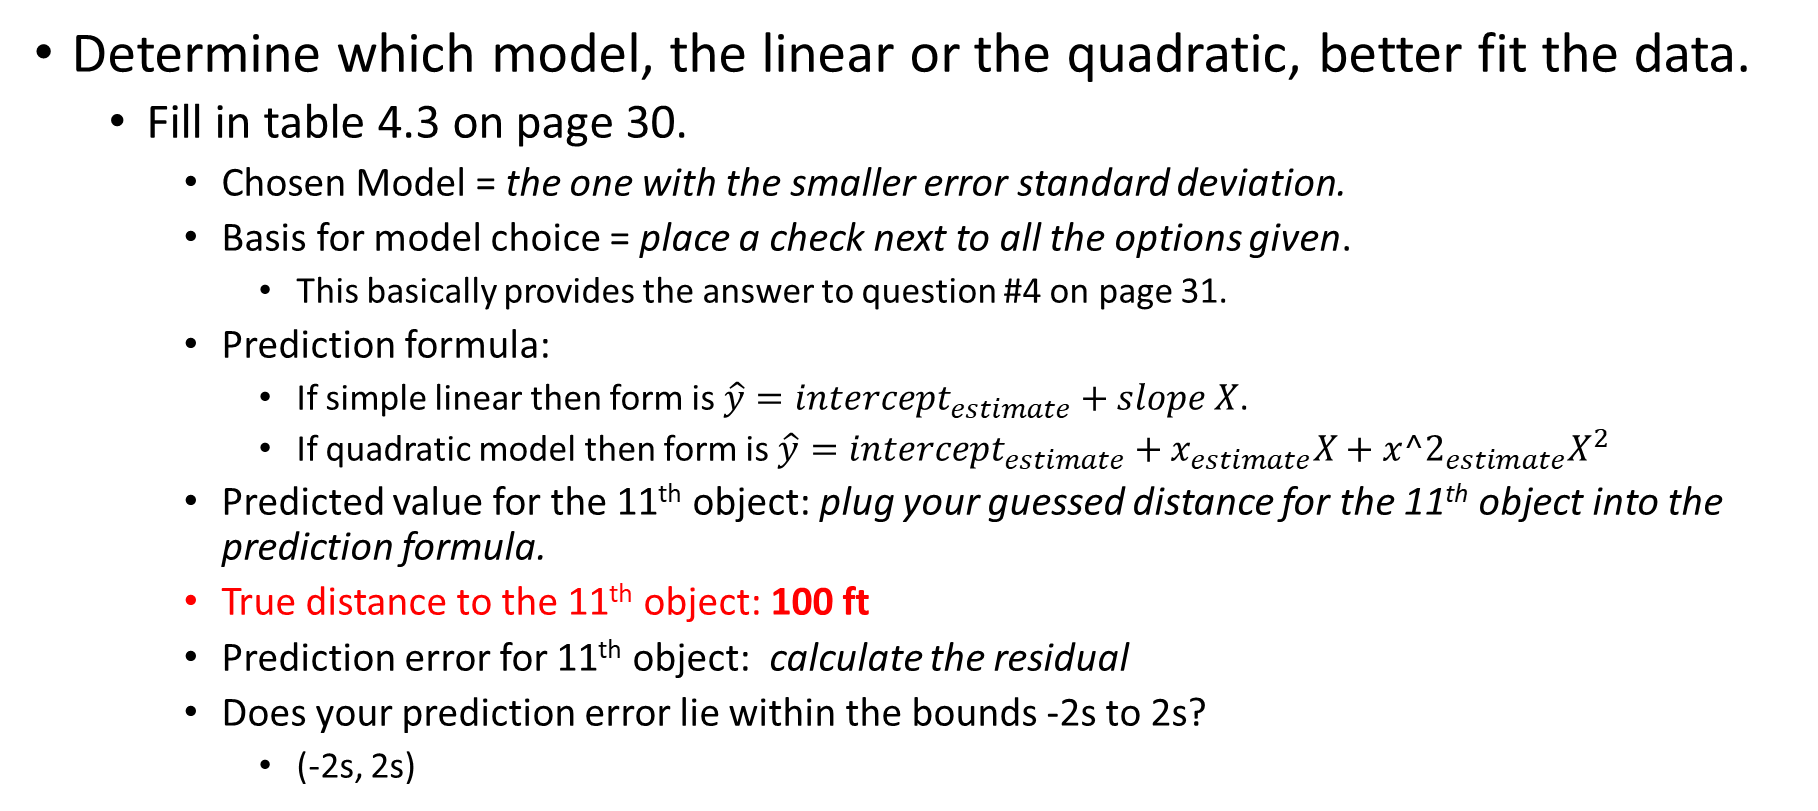 • Determine which model, the linear or the quadratic, better fit the data.
• Fill in table 4.3 on page 30.
• Chosen Model = the one with the smaller error standard deviation.
• Basis for model choice = place a check next to all the options given.
• This basically provides the answer to question #4 on page 31.
• Prediction formula:
• If simple linear then form is ŷ = intercept_estimate + slope X.
• If quadratic model then form is ŷ = intercept_estimate + x_estimate X + x^2_estimate X²
• Predicted value for the 11th object: plug your guessed distance for the 11th object into the
prediction formula.
• True distance to the 11th object: 100 ft
• Prediction error for 11th object: calculate the residual
• Does your prediction error lie within the bounds -2s to 2s?
• (-2s, 2s)